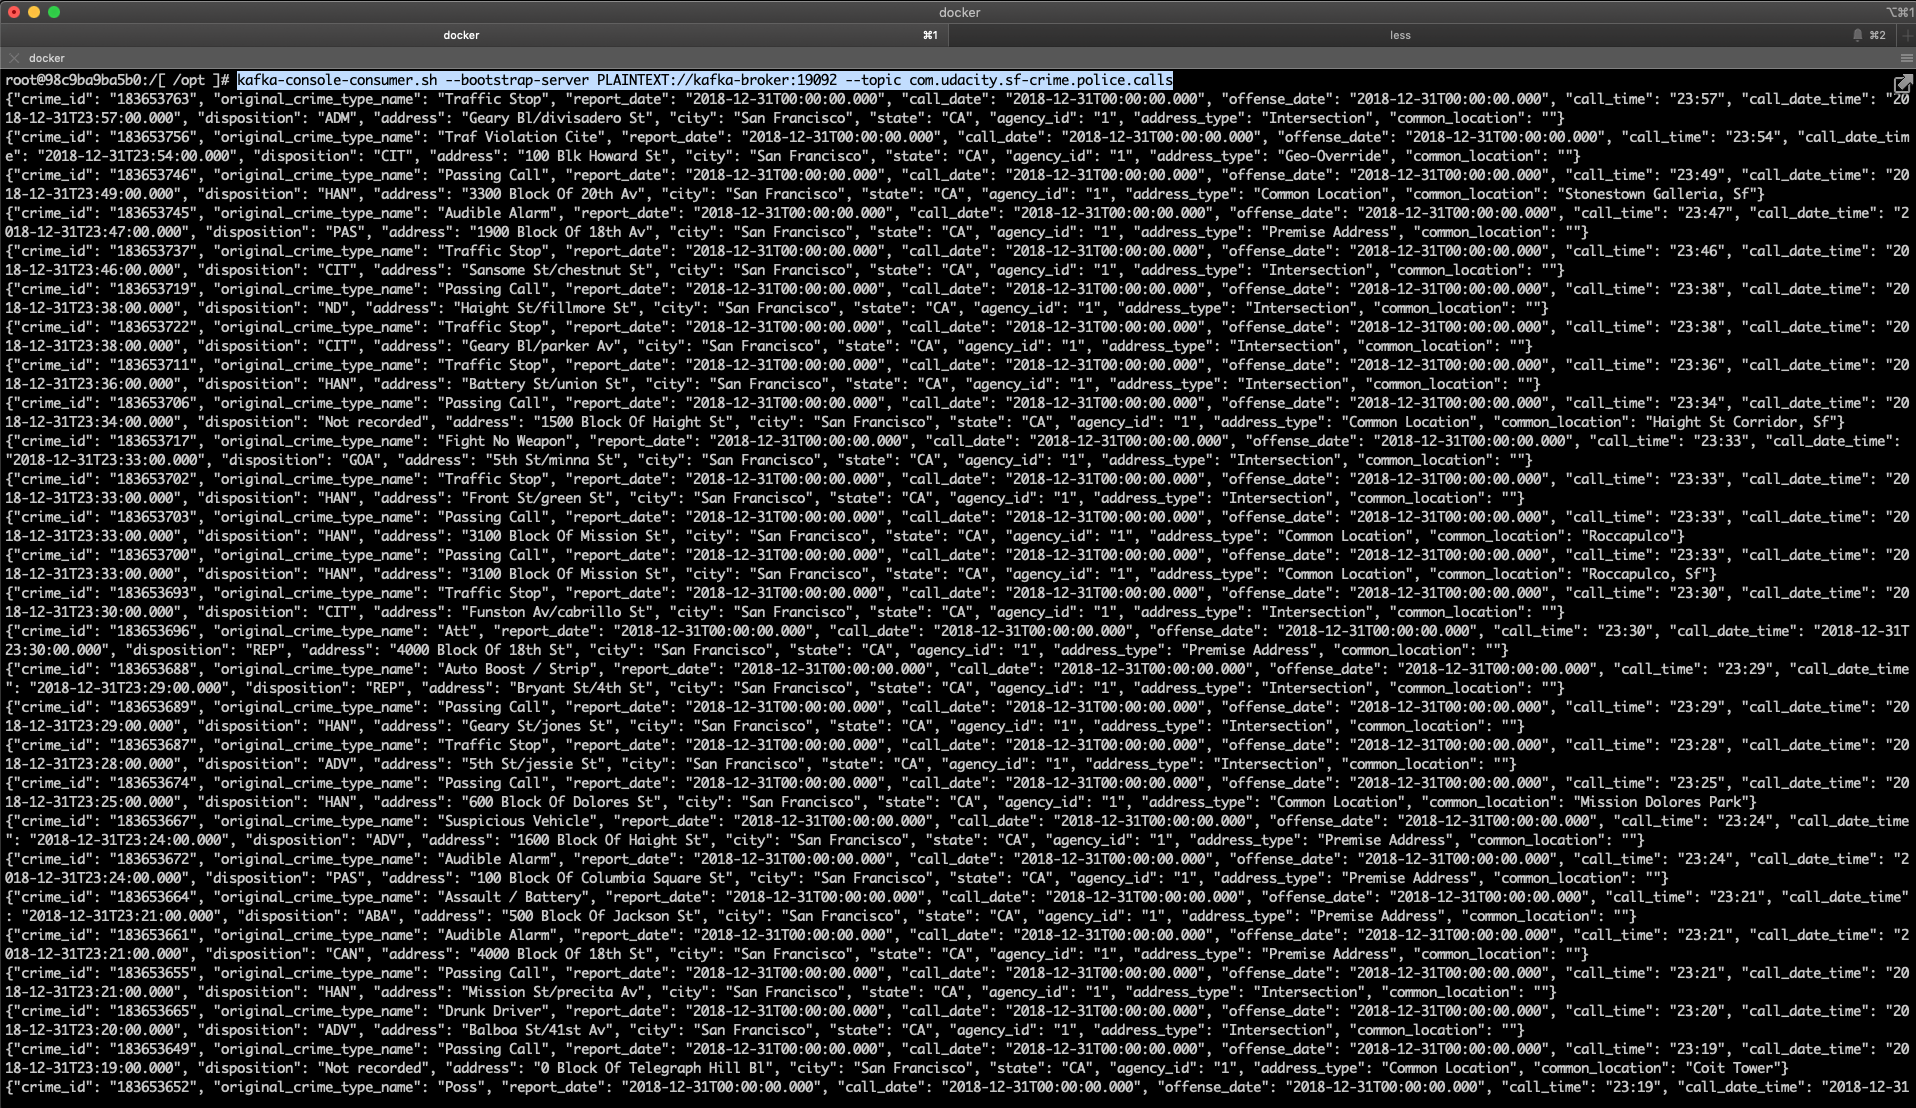 docker
⌥⌘1
docker ⌘1
less ⌘2
docker
root@98c9ba9ba5b0:/[ /opt ]# kafka-console-consumer.sh --bootstrap-server PLAINTEXT://kafka-broker:19092 --topic com.udacity.sf-crime.police.calls
{"crime_id": "183653763", "original_crime_type_name": "Traffic Stop", "report_date": "2018-12-31T00:00:00.000", "call_date": "2018-12-31T00:00:00.000", "offense_date": "2018-12-31T00:00:00.000", "call_time": "23:57", "call_date_time": "20
18-12-31T23:57:00.000", "disposition": "ADM", "address": "Geary Bl/divisadero St", "city": "San Francisco", "state": "CA", "agency_id": "1", "address_type": "Intersection", "common_location": ""}
{"crime_id": "183653756", "original_crime_type_name": "Traf Violation Cite", "report_date": "2018-12-31T00:00:00.000", "call_date": "2018-12-31T00:00:00.000", "offense_date": "2018-12-31T00:00:00.000", "call_time": "23:54", "call_date_tim
e": "2018-12-31T23:54:00.000", "disposition": "CIT", "address": "100 Blk Howard St", "city": "San Francisco", "state": "CA", "agency_id": "1", "address_type": "Geo-Override", "common_location": ""}
{"crime_id": "183653746", "original_crime_type_name": "Passing Call", "report_date": "2018-12-31T00:00:00.000", "call_date": "2018-12-31T00:00:00.000", "offense_date": "2018-12-31T00:00:00.000", "call_time": "23:49", "call_date_time": "20
18-12-31T23:49:00.000", "disposition": "HAN", "address": "3300 Block Of 20th Av", "city": "San Francisco", "state": "CA", "agency_id": "1", "address_type": "Common Location", "common_location": "Stonestown Galleria, Sf"}
{"crime_id": "183653745", "original_crime_type_name": "Audible Alarm", "report_date": "2018-12-31T00:00:00.000", "call_date": "2018-12-31T00:00:00.000", "offense_date": "2018-12-31T00:00:00.000", "call_time": "23:47", "call_date_time": "2
018-12-31T23:47:00.000", "disposition": "PAS", "address": "1900 Block Of 18th Av", "city": "San Francisco", "state": "CA", "agency_id": "1", "address_type": "Premise Address", "common_location": ""}
{"crime_id": "183653737", "original_crime_type_name": "Traffic Stop", "report_date": "2018-12-31T00:00:00.000", "call_date": "2018-12-31T00:00:00.000", "offense_date": "2018-12-31T00:00:00.000", "call_time": "23:46", "call_date_time": "20
18-12-31T23:46:00.000", "disposition": "CIT", "address": "Sansome St/chestnut St", "city": "San Francisco", "state": "CA", "agency_id": "1", "address_type": "Intersection", "common_location": ""}
{"crime_id": "183653719", "original_crime_type_name": "Passing Call", "report_date": "2018-12-31T00:00:00.000", "call_date": "2018-12-31T00:00:00.000", "offense_date": "2018-12-31T00:00:00.000", "call_time": "23:38", "call_date_time": "20
18-12-31T23:38:00.000", "disposition": "ND", "address": "Haight St/fillmore St", "city": "San Francisco", "state": "CA", "agency_id": "1", "address_type": "Intersection", "common_location": ""}
{"crime_id": "183653722", "original_crime_type_name": "Traffic Stop", "report_date": "2018-12-31T00:00:00.000", "call_date": "2018-12-31T00:00:00.000", "offense_date": "2018-12-31T00:00:00.000", "call_time": "23:38", "call_date_time": "20
18-12-31T23:38:00.000", "disposition": "CIT", "address": "Geary Bl/parker Av", "city": "San Francisco", "state": "CA", "agency_id": "1", "address_type": "Intersection", "common_location": ""}
{"crime_id": "183653711", "original_crime_type_name": "Traffic Stop", "report_date": "2018-12-31T00:00:00.000", "call_date": "2018-12-31T00:00:00.000", "offense_date": "2018-12-31T00:00:00.000", "call_time": "23:36", "call_date_time": "20
18-12-31T23:36:00.000", "disposition": "HAN", "address": "Battery St/union St", "city": "San Francisco", "state": "CA", "agency_id": "1", "address_type": "Intersection", "common_location": ""}
{"crime_id": "183653706", "original_crime_type_name": "Passing Call", "report_date": "2018-12-31T00:00:00.000", "call_date": "2018-12-31T00:00:00.000", "offense_date": "2018-12-31T00:00:00.000", "call_time": "23:34", "call_date_time": "20
18-12-31T23:34:00.000", "disposition": "Not recorded", "address": "1500 Block Of Haight St", "city": "San Francisco", "state": "CA", "agency_id": "1", "address_type": "Common Location", "common_location": "Haight St Corridor, Sf"}
{"crime_id": "183653717", "original_crime_type_name": "Fight No Weapon", "report_date": "2018-12-31T00:00:00.000", "call_date": "2018-12-31T00:00:00.000", "offense_date": "2018-12-31T00:00:00.000", "call_time": "23:33", "call_date_time":
"2018-12-31T23:33:00.000", "disposition": "GOA", "address": "5th St/minna St", "city": "San Francisco", "state": "CA", "agency_id": "1", "address_type": "Intersection", "common_location": ""}
{"crime_id": "183653702", "original_crime_type_name": "Traffic Stop", "report_date": "2018-12-31T00:00:00.000", "call_date": "2018-12-31T00:00:00.000", "offense_date": "2018-12-31T00:00:00.000", "call_time": "23:33", "call_date_time": "20
18-12-31T23:33:00.000", "disposition": "HAN", "address": "Front St/green St", "city": "San Francisco", "state": "CA", "agency_id": "1", "address_type": "Intersection", "common_location": ""}
{"crime_id": "183653703", "original_crime_type_name": "Passing Call", "report_date": "2018-12-31T00:00:00.000", "call_date": "2018-12-31T00:00:00.000", "offense_date": "2018-12-31T00:00:00.000", "call_time": "23:33", "call_date_time": "20
18-12-31T23:33:00.000", "disposition": "HAN", "address": "3100 Block Of Mission St", "city": "San Francisco", "state": "CA", "agency_id": "1", "address_type": "Common Location", "common_location": "Roccapulco"}
{"crime_id": "183653700", "original_crime_type_name": "Passing Call", "report_date": "2018-12-31T00:00:00.000", "call_date": "2018-12-31T00:00:00.000", "offense_date": "2018-12-31T00:00:00.000", "call_time": "23:33", "call_date_time": "20
18-12-31T23:33:00.000", "disposition": "HAN", "address": "3100 Block Of Mission St", "city": "San Francisco", "state": "CA", "agency_id": "1", "address_type": "Common Location", "common_location": "Roccapulco, Sf"}
{"crime_id": "183653693", "original_crime_type_name": "Traffic Stop", "report_date": "2018-12-31T00:00:00.000", "call_date": "2018-12-31T00:00:00.000", "offense_date": "2018-12-31T00:00:00.000", "call_time": "23:30", "call_date_time": "20
18-12-31T23:30:00.000", "disposition": "CIT", "address": "Funston Av/cabrillo St", "city": "San Francisco", "state": "CA", "agency_id": "1", "address_type": "Intersection", "common_location": ""}
{"crime_id": "183653696", "original_crime_type_name": "Att", "report_date": "2018-12-31T00:00:00.000", "call_date": "2018-12-31T00:00:00.000", "offense_date": "2018-12-31T00:00:00.000", "call_time": "23:30", "call_date_time": "2018-12-31T
23:30:00.000", "disposition": "REP", "address": "4000 Block Of 18th St", "city": "San Francisco", "state": "CA", "agency_id": "1", "address_type": "Premise Address", "common_location": ""}
{"crime_id": "183653688", "original_crime_type_name": "Auto Boost / Strip", "report_date": "2018-12-31T00:00:00.000", "call_date": "2018-12-31T00:00:00.000", "offense_date": "2018-12-31T00:00:00.000", "call_time": "23:29", "call_date_time
": "2018-12-31T23:29:00.000", "disposition": "REP", "address": "Bryant St/4th St", "city": "San Francisco", "state": "CA", "agency_id": "1", "address_type": "Intersection", "common_location": ""}
{"crime_id": "183653689", "original_crime_type_name": "Passing Call", "report_date": "2018-12-31T00:00:00.000", "call_date": "2018-12-31T00:00:00.000", "offense_date": "2018-12-31T00:00:00.000", "call_time": "23:29", "call_date_time": "20
18-12-31T23:29:00.000", "disposition": "HAN", "address": "Geary St/jones St", "city": "San Francisco", "state": "CA", "agency_id": "1", "address_type": "Intersection", "common_location": ""}
{"crime_id": "183653687", "original_crime_type_name": "Traffic Stop", "report_date": "2018-12-31T00:00:00.000", "call_date": "2018-12-31T00:00:00.000", "offense_date": "2018-12-31T00:00:00.000", "call_time": "23:28", "call_date_time": "20
18-12-31T23:28:00.000", "disposition": "ADV", "address": "5th St/jessie St", "city": "San Francisco", "state": "CA", "agency_id": "1", "address_type": "Intersection", "common_location": ""}
{"crime_id": "183653674", "original_crime_type_name": "Passing Call", "report_date": "2018-12-31T00:00:00.000", "call_date": "2018-12-31T00:00:00.000", "offense_date": "2018-12-31T00:00:00.000", "call_time": "23:25", "call_date_time": "20
18-12-31T23:25:00.000", "disposition": "HAN", "address": "600 Block Of Dolores St", "city": "San Francisco", "state": "CA", "agency_id": "1", "address_type": "Common Location", "common_location": "Mission Dolores Park"}
{"crime_id": "183653667", "original_crime_type_name": "Suspicious Vehicle", "report_date": "2018-12-31T00:00:00.000", "call_date": "2018-12-31T00:00:00.000", "offense_date": "2018-12-31T00:00:00.000", "call_time": "23:24", "call_date_time
": "2018-12-31T23:24:00.000", "disposition": "ADV", "address": "1600 Block Of Haight St", "city": "San Francisco", "state": "CA", "agency_id": "1", "address_type": "Premise Address", "common_location": ""}
{"crime_id": "183653672", "original_crime_type_name": "Audible Alarm", "report_date": "2018-12-31T00:00:00.000", "call_date": "2018-12-31T00:00:00.000", "offense_date": "2018-12-31T00:00:00.000", "call_time": "23:24", "call_date_time": "2
018-12-31T23:24:00.000", "disposition": "PAS", "address": "100 Block Of Columbia Square St", "city": "San Francisco", "state": "CA", "agency_id": "1", "address_type": "Premise Address", "common_location": ""}
{"crime_id": "183653664", "original_crime_type_name": "Assault / Battery", "report_date": "2018-12-31T00:00:00.000", "call_date": "2018-12-31T00:00:00.000", "offense_date": "2018-12-31T00:00:00.000", "call_time": "23:21", "call_date_time"
: "2018-12-31T23:21:00.000", "disposition": "ABA", "address": "500 Block Of Jackson St", "city": "San Francisco", "state": "CA", "agency_id": "1", "address_type": "Premise Address", "common_location": ""}
{"crime_id": "183653661", "original_crime_type_name": "Audible Alarm", "report_date": "2018-12-31T00:00:00.000", "call_date": "2018-12-31T00:00:00.000", "offense_date": "2018-12-31T00:00:00.000", "call_time": "23:21", "call_date_time": "2
018-12-31T23:21:00.000", "disposition": "CAN", "address": "4000 Block Of 18th St", "city": "San Francisco", "state": "CA", "agency_id": "1", "address_type": "Premise Address", "common_location": ""}
{"crime_id": "183653655", "original_crime_type_name": "Passing Call", "report_date": "2018-12-31T00:00:00.000", "call_date": "2018-12-31T00:00:00.000", "offense_date": "2018-12-31T00:00:00.000", "call_time": "23:21", "call_date_time": "20
18-12-31T23:21:00.000", "disposition": "HAN", "address": "Mission St/precita Av", "city": "San Francisco", "state": "CA", "agency_id": "1", "address_type": "Intersection", "common_location": ""}
{"crime_id": "183653665", "original_crime_type_name": "Drunk Driver", "report_date": "2018-12-31T00:00:00.000", "call_date": "2018-12-31T00:00:00.000", "offense_date": "2018-12-31T00:00:00.000", "call_time": "23:20", "call_date_time": "20
18-12-31T23:20:00.000", "disposition": "ADV", "address": "Balboa St/41st Av", "city": "San Francisco", "state": "CA", "agency_id": "1", "address_type": "Intersection", "common_location": ""}
{"crime_id": "183653649", "original_crime_type_name": "Passing Call", "report_date": "2018-12-31T00:00:00.000", "call_date": "2018-12-31T00:00:00.000", "offense_date": "2018-12-31T00:00:00.000", "call_time": "23:19", "call_date_time": "20
18-12-31T23:19:00.000", "disposition": "Not recorded", "address": "0 Block Of Telegraph Hill Bl", "city": "San Francisco", "state": "CA", "agency_id": "1", "address_type": "Common Location", "common_location": "Coit Tower"}
{"crime_id": "183653652", "original_crime_type_name": "Poss", "report_date": "2018-12-31T00:00:00.000", "call_date": "2018-12-31T00:00:00.000", "offense_date": "2018-12-31T00:00:00.000", "call_time": "23:19", "call_date_time": "2018-12-31